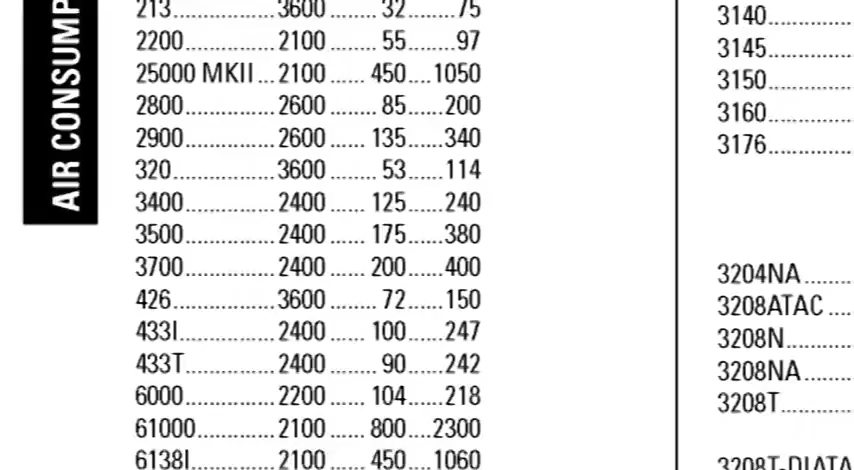 AIR CONSUMP
213 3600 32 75
2200 2100 55 97
25000 MKII 2100 450 1050
2800 2600 85 200
2900 2600 135 340
320 3600 53 114
3400 2400 125 240
3500 2400 175 380
3700 2400 200 400
426 3600 72 150
433I 2400 100 247
433T 2400 90 242
6000 2200 104 218
61000 2100 800 2300
6138I 2100 450 1060
3140
3145
3150
3160
3176
3204NA
3208ATAC
3208N
3208NA
3208T
3208T-DIATA